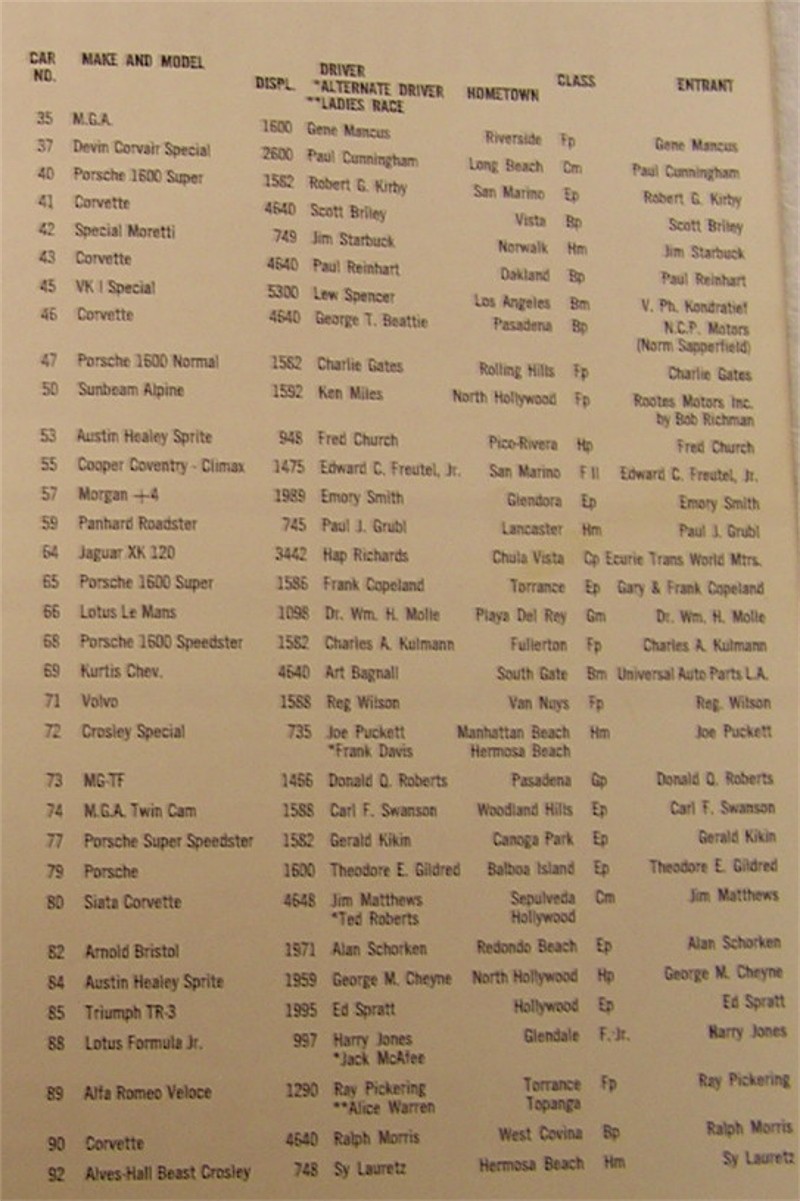 CAR NO. MAKE AND MODEL DISPL. DRIVER *ALTERNATE DRIVER **LADIES RACE HOMETOWN CLASS ENTRANT
35 M.G.A. 1600 Gene Mancus Riverside Fp Gene Mancus
37 Devin Corvair Special 2600 Paul Cunningham Long Beach Cm Paul Cunningham
40 Porsche 1600 Super 1582 Robert G. Kirby San Marino Ep Robert G. Kirby
41 Corvette 4640 Scott Briley Vista Bp Scott Briley
42 Special Moretti 749 Jim Starbuck Norwalk Hm Jim Starbuck
43 Corvette 4640 Paul Reinhart Oakland Bp Paul Reinhart
45 VK I Special 5300 Lew Spencer Los Angeles Bm V. Ph. Kondratief
46 Corvette 4640 George T. Beattie Pasadena Bp N.C.P. Motors
(Norm Sapperfield)
47 Porsche 1600 Normal 1582 Charlie Gates Rolling Hills Fp Charlie Gates
50 Sunbeam Alpine 1592 Ken Miles North Hollywood Fp Rootes Motors Inc.
by Bob Richman
53 Austin Healey Sprite 948 Fred Church Pico-Rivera Hp Fred Church
55 Cooper Coventry - Climax 1475 Edward C. Freutel, Jr. San Marino F II Edward C. Freutel, Jr.
57 Morgan +4 1989 Emory Smith Glendora Ep Emory Smith
59 Panhard Roadster 745 Paul J. Grubl Lancaster Hm Paul J. Grubl
64 Jaguar XK 120 3442 Hap Richards Chula Vista Cp Ecurie Trans World Mtrs.
65 Porsche 1600 Super 1586 Frank Copeland Torrance Ep Gary & Frank Copeland
66 Lotus Le Mans 1098 Dr. Wm. H. Molle Playa Del Rey Gm Dr. Wm. H. Molle
68 Porsche 1600 Speedster 1582 Charles A. Kulmann Fullerton Fp Charles A. Kulmann
69 Kurtis Chev. 4640 Art Bagnall South Gate Bm Universal Auto Parts L.A.
71 Volvo 1588 Reg Wilson Van Nuys Fp Reg. Wilson
72 Crosley Special 735 Joe Puckett Manhattan Beach Hm Joe Puckett
*Frank Davis Hermosa Beach
73 MG-TF 1466 Donald Q. Roberts Pasadena Gp Donald Q. Roberts
74 M.G.A. Twin Cam 1588 Carl F. Swanson Woodland Hills Ep Carl F. Swanson
77 Porsche Super Speedster 1582 Gerald Kikin Canoga Park Ep Gerald Kikin
79 Porsche 1600 Theodore E. Gildred Balboa Island Ep Theodore E. Gildred
80 Siata Corvette 4648 Jim Matthews Sepulveda Cm Jim Matthews
*Ted Roberts Hollywood
82 Arnold Bristol 1971 Alan Schorken Redondo Beach Ep Alan Schorken
84 Austin Healey Sprite 1959 George M. Cheyne North Hollywood Hp George M. Cheyne
85 Triumph TR-3 1995 Ed Spratt Hollywood Ep Ed Spratt
88 Lotus Formula Jr. 997 Harry Jones Glendale F. Jr. Harry Jones
*Jack McAfee
89 Alfa Romeo Veloce 1290 Ray Pickering Torrance Fp Ray Pickering
**Alice Warren Topanga
90 Corvette 4640 Ralph Morris West Covina Bp Ralph Morris
92 Alves-Hall Beast Crosley 748 Sy Lauretz Hermosa Beach Hm Sy Lauretz